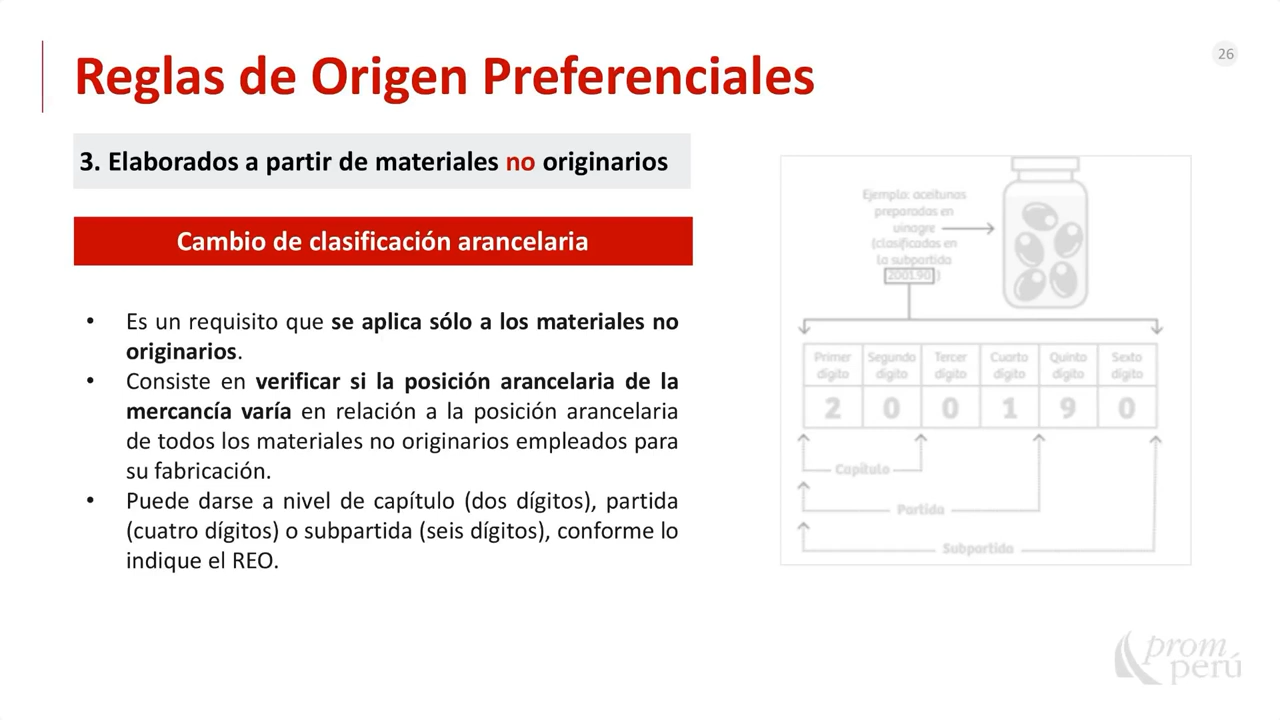 26
Reglas de Origen Preferenciales
3. Elaborados a partir de materiales no originarios
Cambio de clasificación arancelaria
• Es un requisito que se aplica sólo a los materiales no
originarios.
• Consiste en verificar si la posición arancelaria de la
mercancía varía en relación a la posición arancelaria
de todos los materiales no originarios empleados para
su fabricación.
• Puede darse a nivel de capítulo (dos dígitos), partida
(cuatro dígitos) o subpartida (seis dígitos), conforme lo
indique el REO.
Ejemplo: aceitunas
preparadas en
vinagre
(clasificadas en
la subpartida
2001.90)
Primer dígito Segundo dígito Tercer dígito Cuarto dígito Quinto dígito Sexto dígito
2 0 0 1 9 0
Capítulo
Partida
Subpartida
prom
perú